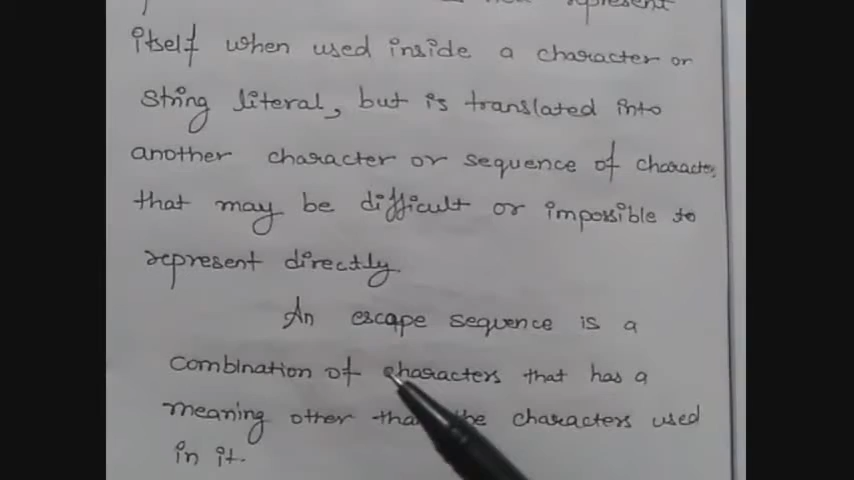 represent
itself when used inside a character or
string literal, but is translated into
another character or sequence of character
that may be difficult or impossible to
represent directly.
An escape sequence is a
combination of characters that has a
meaning other than the characters used
in it.